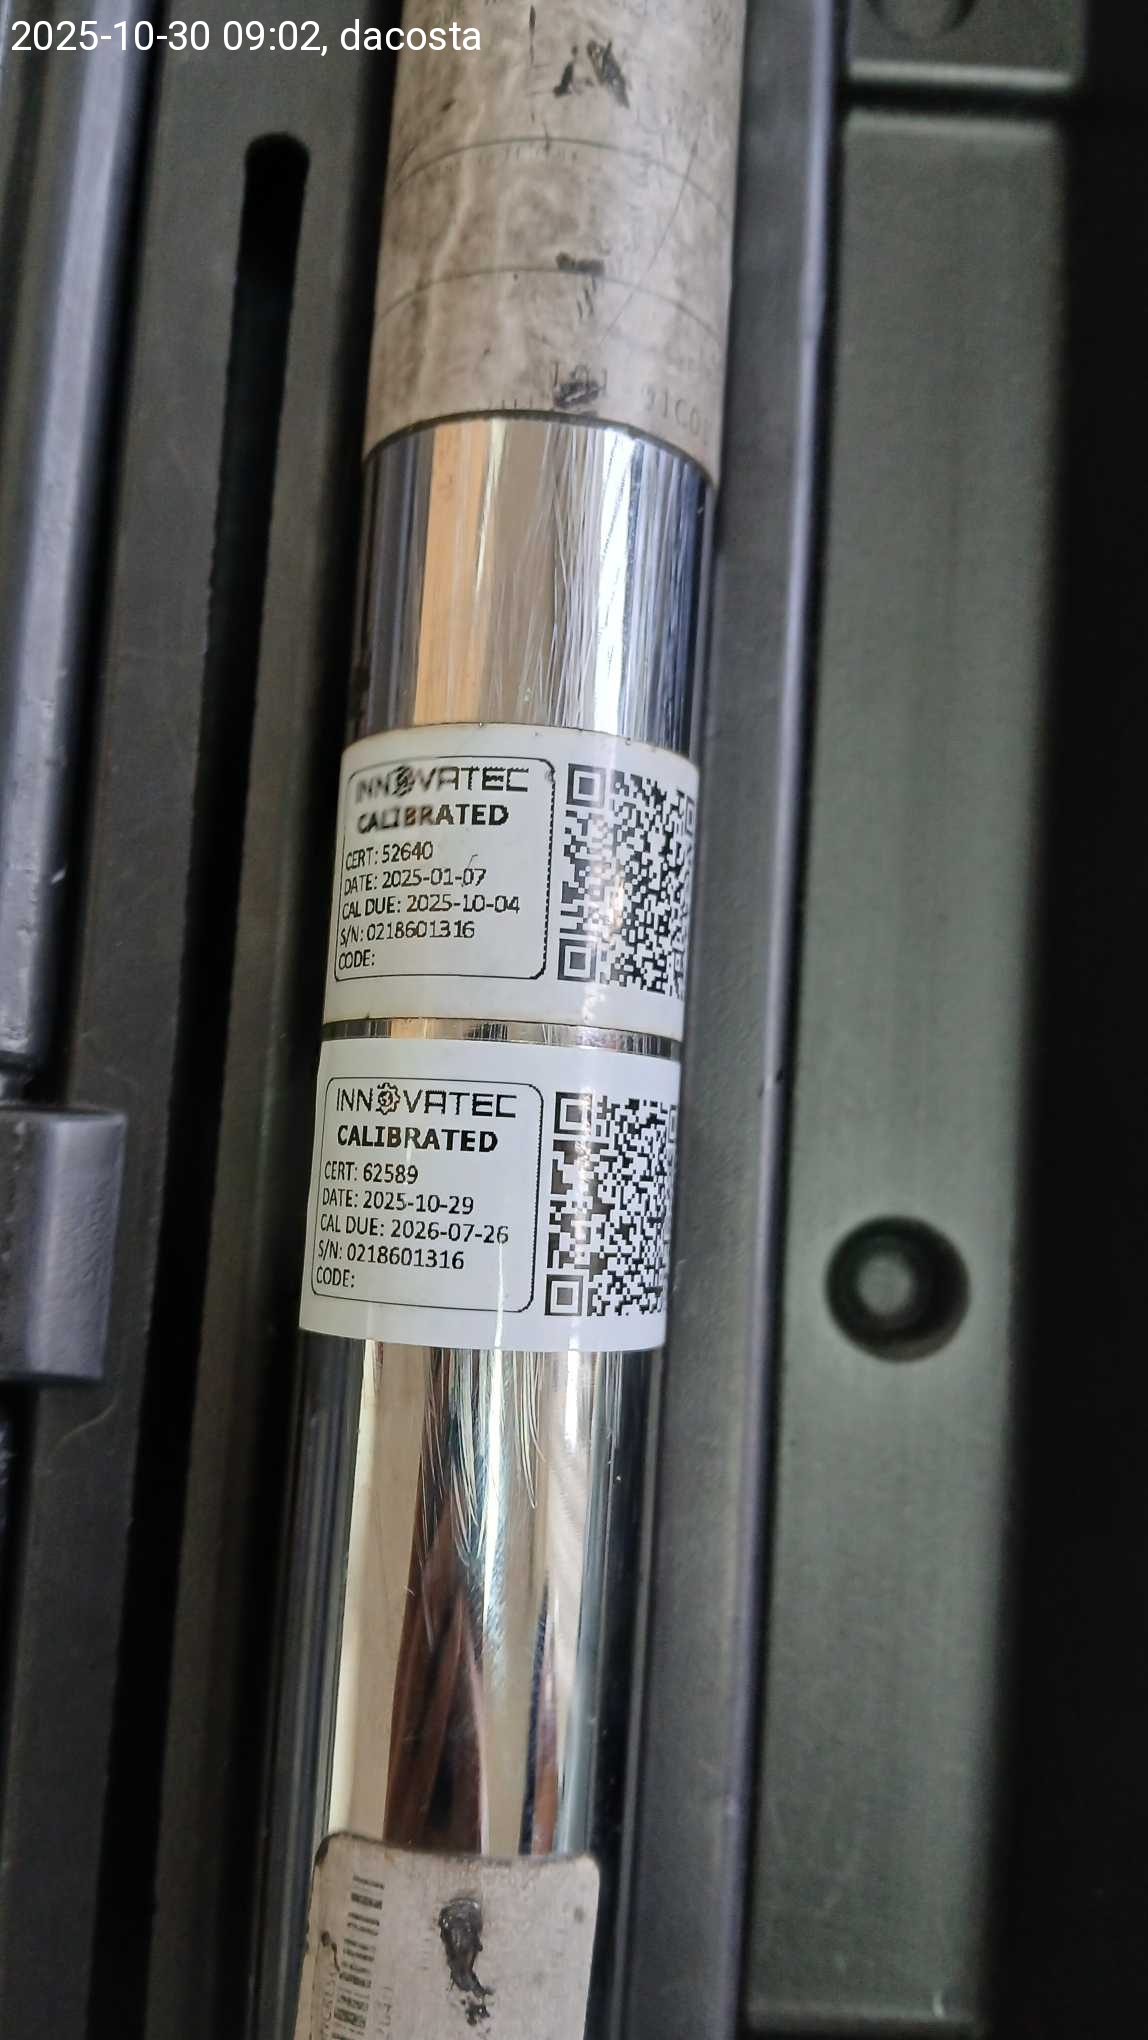 2025-10-30 09:02, dacosta
INNOVATEC
CALIBRATED
CERT: 52640
DATE: 2025-01-07
CAL DUE: 2025-10-04
S/N: 0218601316
CODE:
INNOVATEC
CALIBRATED
CERT: 62589
DATE: 2025-10-29
CAL DUE: 2026-07-26
S/N: 0218601316
CODE: